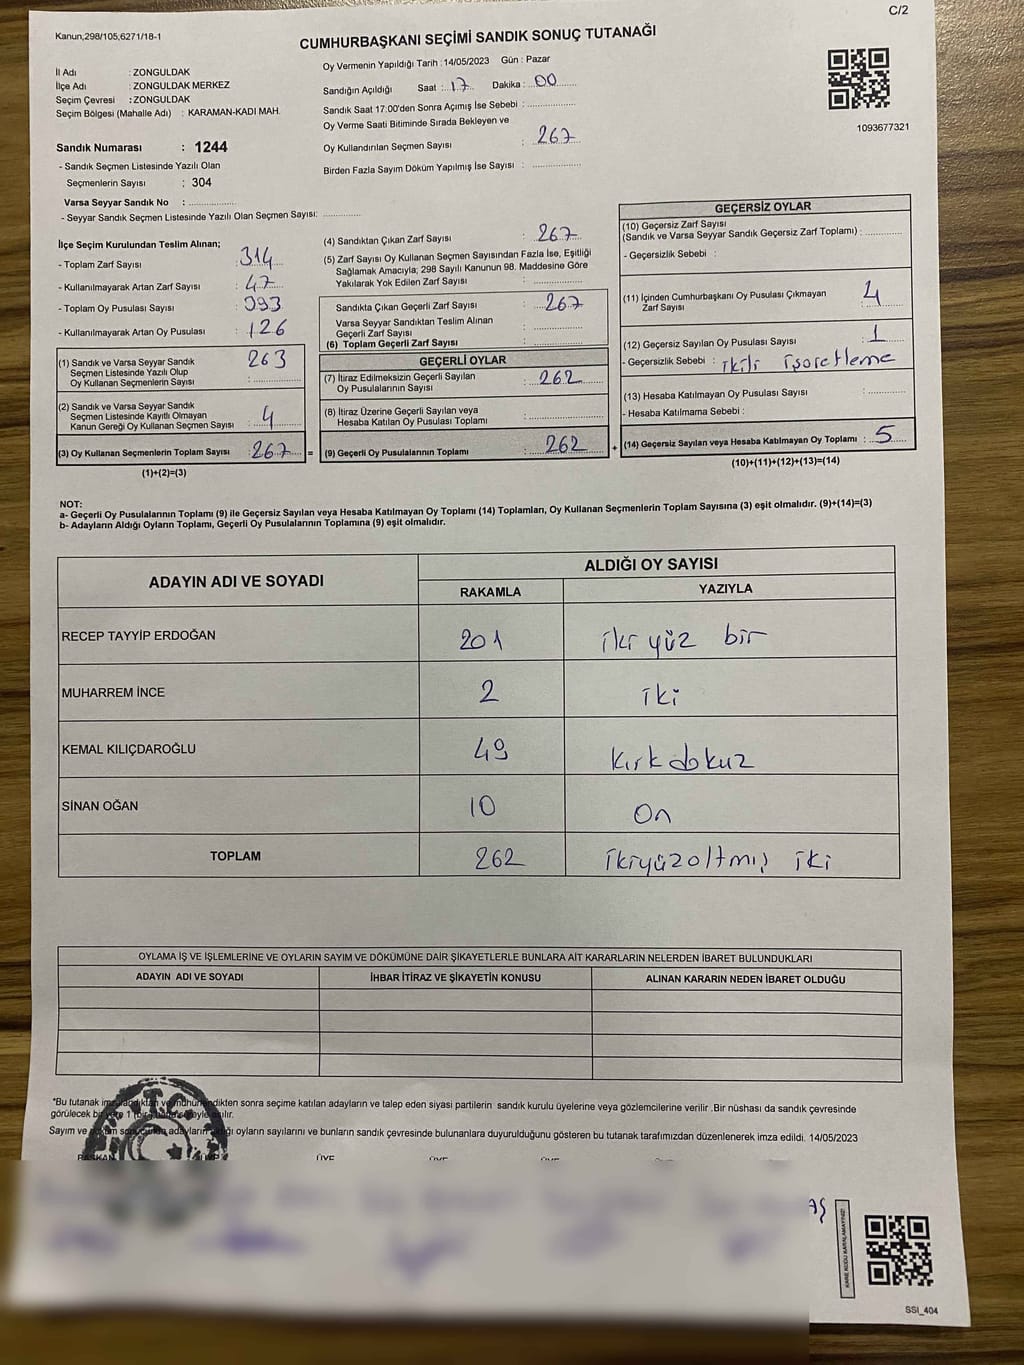 C/2
Kanun,298/105,6271/18-1
CUMHURBAŞKANI SEÇİMİ SANDIK SONUÇ TUTANAĞI
İl Adı : ZONGULDAK
İlçe Adı : ZONGULDAK MERKEZ
Seçim Çevresi : ZONGULDAK
Seçim Bölgesi (Mahalle Adı) : KARAMAN-KADI MAH.
Sandık Numarası : 1244
- Sandık Seçmen Listesinde Yazılı Olan
Seçmenlerin Sayısı : 304
Varsa Seyyar Sandık No :
- Seyyar Sandık Seçmen Listesinde Yazılı Olan Seçmen Sayısı:
Oy Vermenin Yapıldığı Tarih :14/05/2023 Gün : Pazar
Sandığın Açıldığı Saat : 17 Dakika : 00
Sandık Saat 17:00'den Sonra Açımış İse Sebebi :
Oy Verme Saati Bitiminde Sırada Bekleyen ve
Oy Kullandırılan Seçmen Sayısı : 267
Birden Fazla Sayım Döküm Yapılmış İse Sayısı :
1093677321
İlçe Seçim Kurulundan Teslim Alınan;
- Toplam Zarf Sayısı : 314
- Kullanılmayarak Artan Zarf Sayısı : 47
- Toplam Oy Pusulası Sayısı : 393
- Kullanılmayarak Artan Oy Pusulası : 126
(1) Sandık ve Varsa Seyyar Sandık 263
Seçmen Listesinde Yazılı Olup
Oy Kullanan Seçmenlerin Sayısı :
(2) Sandık ve Varsa Seyyar Sandık
Seçmen Listesinde Kayıtlı Olmayan
Kanun Gereği Oy Kullanan Seçmen Sayısı : 4
(3) Oy Kullanan Seçmenlerin Toplam Sayısı : 267
(1)+(2)=(3)
=
(4) Sandıktan Çıkan Zarf Sayısı : 267
(5) Zarf Sayısı Oy Kullanan Seçmen Sayısından Fazla İse, Eşitliği
Sağlamak Amacıyla; 298 Sayılı Kanunun 98. Maddesine Göre
Yakılarak Yok Edilen Zarf Sayısı :
Sandıkta Çıkan Geçerli Zarf Sayısı : 267
Varsa Seyyar Sandıktan Teslim Alınan
Geçerli Zarf Sayısı :
(6) Toplam Geçerli Zarf Sayısı :
GEÇERLİ OYLAR
(7) İtiraz Edilmeksizin Geçerli Sayılan
Oy Pusulalarının Sayısı : 262
(8) İtiraz Üzerine Geçerli Sayılan veya
Hesaba Katılan Oy Pusulası Toplamı :
(9) Geçerli Oy Pusulalarının Toplamı : 262
+
GEÇERSİZ OYLAR
(10) Geçersiz Zarf Sayısı
(Sandık ve Varsa Seyyar Sandık Geçersiz Zarf Toplamı) :
- Geçersizlik Sebebi :
(11) İçinden Cumhurbaşkanı Oy Pusulası Çıkmayan 4
Zarf Sayısı :
(12) Geçersiz Sayılan Oy Pusulası Sayısı : 1
- Geçersizlik Sebebi : ikili işaretleme
(13) Hesaba Katılmayan Oy Pusulası Sayısı :
- Hesaba Katılmama Sebebi :
(14) Geçersiz Sayılan veya Hesaba Katılmayan Oy Toplamı : 5
(10)+(11)+(12)+(13)=(14)
NOT:
a- Geçerli Oy Pusulalarının Toplamı (9) ile Geçersiz Sayılan veya Hesaba Katılmayan Oy Toplamı (14) Toplamları, Oy Kullanan Seçmenlerin Toplam Sayısına (3) eşit olmalıdır. (9)+(14)=(3)
b- Adayların Aldığı Oyların Toplamı, Geçerli Oy Pusulalarının Toplamına (9) eşit olmalıdır.
ADAYIN ADI VE SOYADI ALDIĞI OY SAYISI
RAKAMLA YAZIYLA
RECEP TAYYİP ERDOĞAN 201 iki yüz bir
MUHARREM İNCE 2 iki
KEMAL KILIÇDAROĞLU 49 kırk dokuz
SİNAN OĞAN 10 on
TOPLAM 262 ikiyüzaltmış iki
OYLAMA İŞ VE İŞLEMLERİNE VE OYLARIN SAYIM VE DÖKÜMÜNE DAİR ŞİKAYETLERLE BUNLARA AİT KARARLARIN NELERDEN İBARET BULUNDUKLARI
ADAYIN ADI VE SOYADI İHBAR İTİRAZ VE ŞİKAYETİN KONUSU ALINAN KARARIN NEDEN İBARET OLDUĞU
*Bu tutanak imzalandıktan ve mühürlendikten sonra seçime katılan adayların ve talep eden siyasi partilerin sandık kurulu üyelerine veya gözlemcilerine verilir .Bir nüshası da sandık çevresinde
görülecek bir yere 1
Sayım ve döküm sonucunda adayların aldığı oyların sayılarını ve bunların sandık çevresinde bulunanlara duyurulduğunu gösteren bu tutanak tarafımızdan düzenlenerek imza edildi. 14/05/2023
BAŞKAN ÜYE
AŞ
KARE KODU KARALAMAYINIZ!
SSI_404